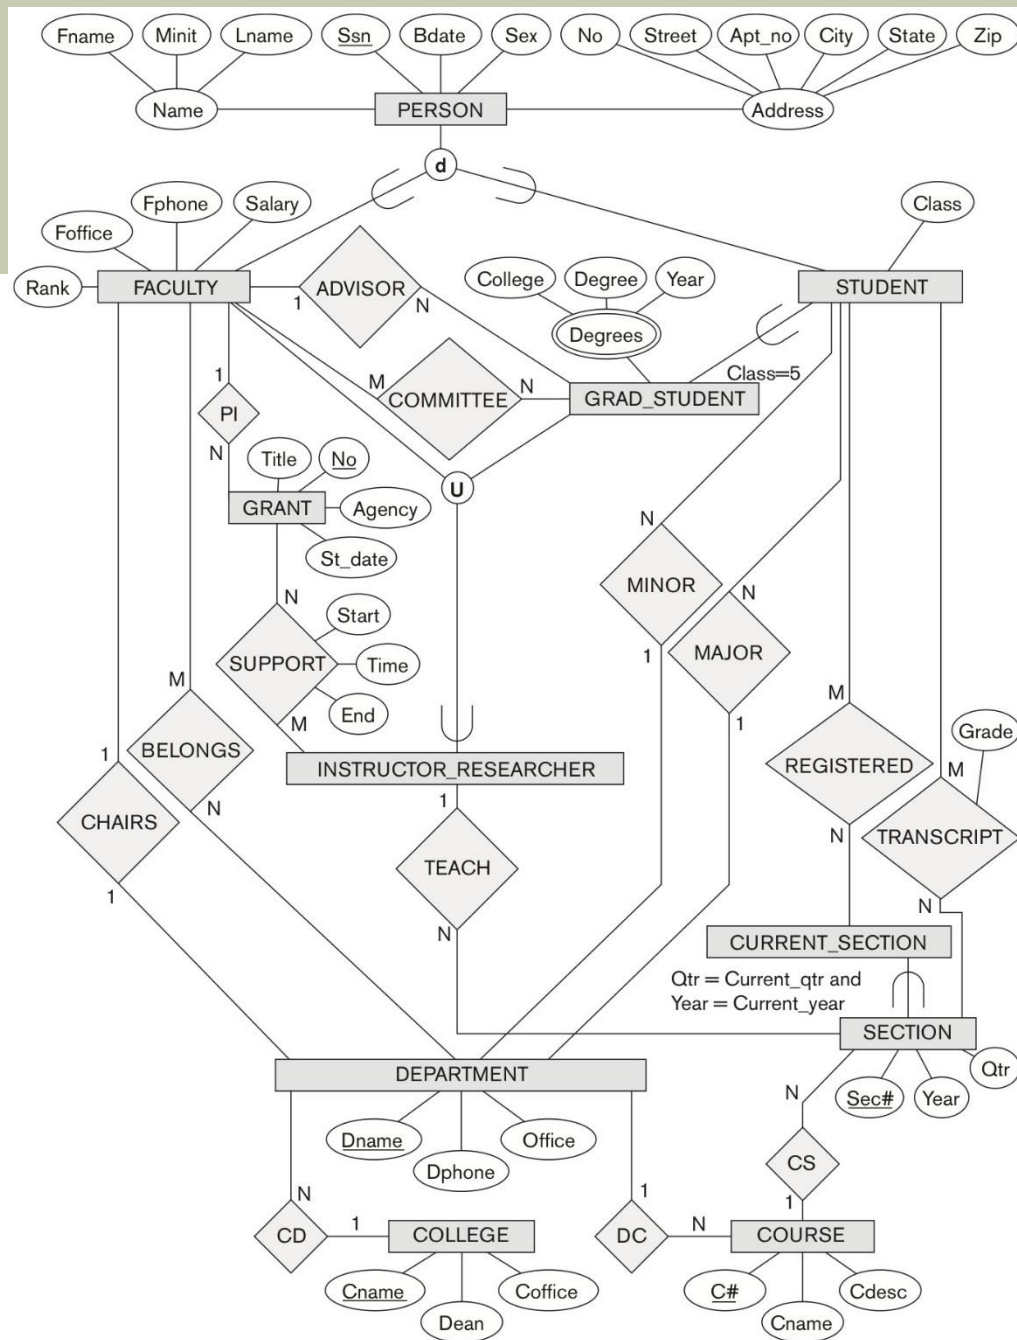 Fname Minit Lname Ssn Bdate Sex No Street Apt_no City State Zip
Name PERSON Address
d
Fphone Salary Class
Foffice
Rank FACULTY 1 ADVISOR N College Degree Year STUDENT
Degrees
Class=5
1 M COMMITTEE N GRAD_STUDENT
PI
N Title No U
GRANT Agency
St_date N
MINOR N
N Start
SUPPORT Time 1 MAJOR
M M End M
1 BELONGS 1 Grade
INSTRUCTOR_RESEARCHER REGISTERED M
N 1
CHAIRS N TRANSCRIPT
TEACH
1 N
N CURRENT_SECTION
Qtr = Current_qtr and
Year = Current_year
SECTION
Qtr
DEPARTMENT N Sec# Year
Dname Office
Dphone CS
N 1 1
CD 1 COLLEGE DC N COURSE
Cname Coffice C# Cdesc
Dean Cname